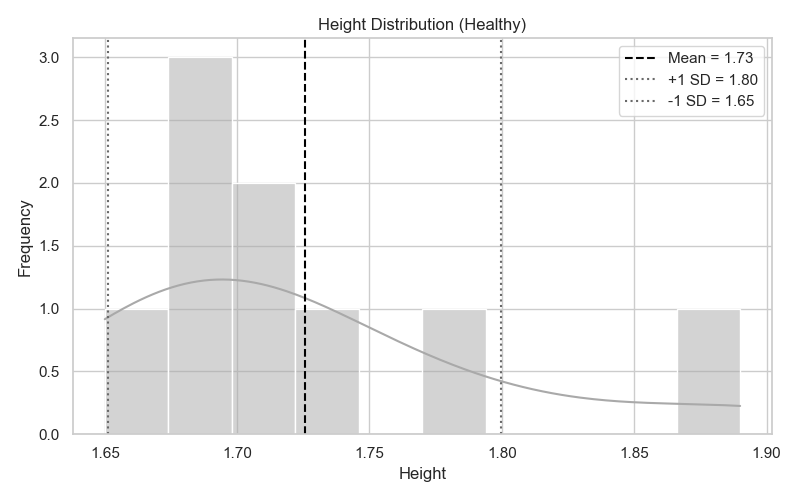 Height Distribution (Healthy)
Mean = 1.73
+1 SD = 1.80
-1 SD = 1.65
3.0
2.5
2.0
1.5
1.0
0.5
0.0
Frequency
1.65 1.70 1.75 1.80 1.85 1.90
Height